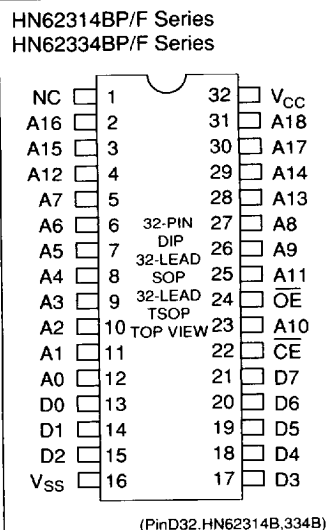 HN62314BP/F Series
HN62334BP/F Series
NC 1 32 VCC
A16 2 31 A18
A15 3 30 A17
A12 4 29 A14
A7 5 28 A13
A6 6 32-PIN 27 A8
DIP
A5 7 26 A9
32-LEAD
A4 8 SOP 25 A11
A3 9 32-LEAD 24 OE
TSOP
A2 10 TOP VIEW 23 A10
A1 11 22 CE
A0 12 21 D7
D0 13 20 D6
D1 14 19 D5
D2 15 18 D4
VSS 16 17 D3
(PinD32.HN62314B,334B)